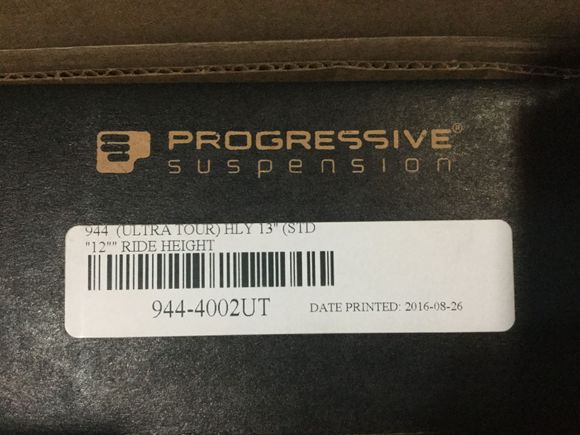 PROGRESSIVE®
suspension
944 (ULTRA TOUR) HLY 13" (STD
"12"" RIDE HEIGHT
944-4002UT DATE PRINTED: 2016-08-26